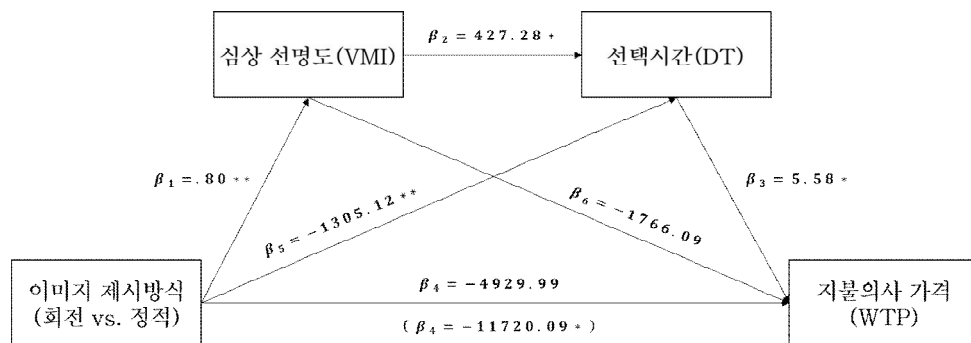 β₂ = 427.28 +
심상 선명도(VMI)
선택시간(DT)
β₁ = .80 **
β₅ = −1305.12 **
β₆ = −1766.09
β₃ = 5.58 *
이미지 제시방식
(회전 vs. 정적)
β₄ = −4929.99
( β₄ = −11720.09 * )
지불의사 가격
(WTP)